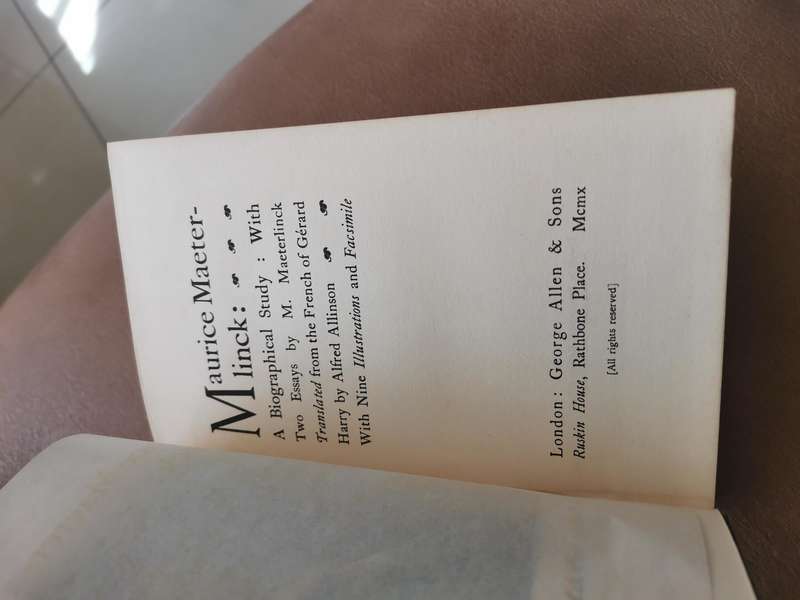 Maurice Maeter-
linck:
A Biographical Study : With
Two Essays by M. Maeterlinck
Translated from the French of Gérard
Harry by Alfred Allinson
With Nine Illustrations and Facsimile
London: George Allen & Sons
Ruskin House, Rathbone Place. Mcmx
[All rights reserved]